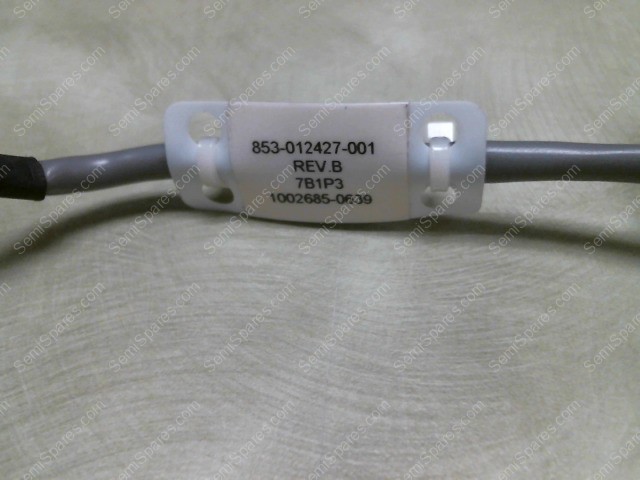 853-012427-001
REV.B
7B1P3
1002685-0639
SemiSpares.com